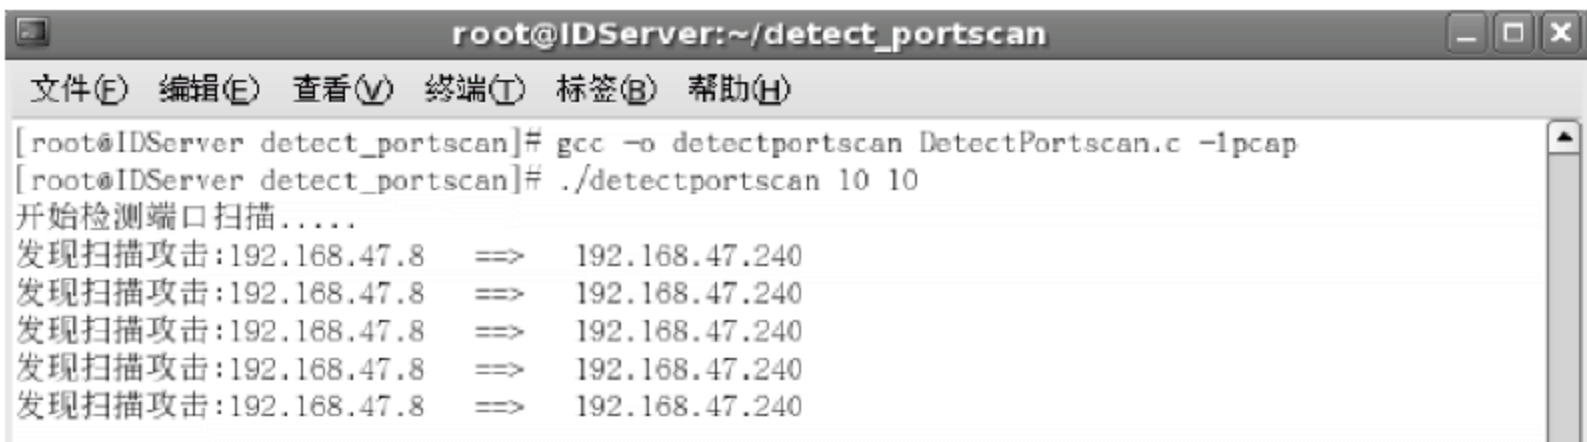 root@IDServer:~/detect_portscan
文件(F) 编辑(E) 查看(V) 终端(T) 标签(B) 帮助(H)
[root@IDServer detect_portscan]# gcc -o detectportscan DetectPortscan.c -lpcap
[root@IDServer detect_portscan]# ./detectportscan 10 10
开始检测端口扫描.....
发现扫描攻击:192.168.47.8 ==> 192.168.47.240
发现扫描攻击:192.168.47.8 ==> 192.168.47.240
发现扫描攻击:192.168.47.8 ==> 192.168.47.240
发现扫描攻击:192.168.47.8 ==> 192.168.47.240
发现扫描攻击:192.168.47.8 ==> 192.168.47.240